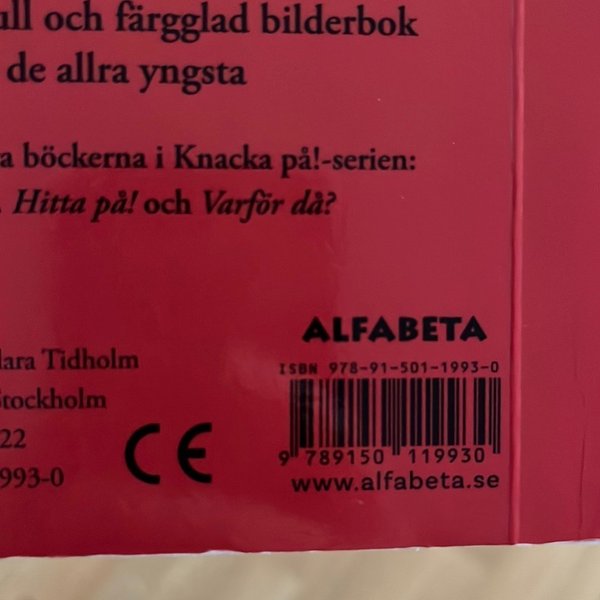 ull och färgglad bilderbok
de allra yngsta
a böckerna i Knacka på!-serien:
Hitta på! och Varför då?
ALFABETA
ISBN 978-91-501-1993-0
lara Tidholm
Stockholm
22
993-0
CE
9 789150 119930
www.alfabeta.se